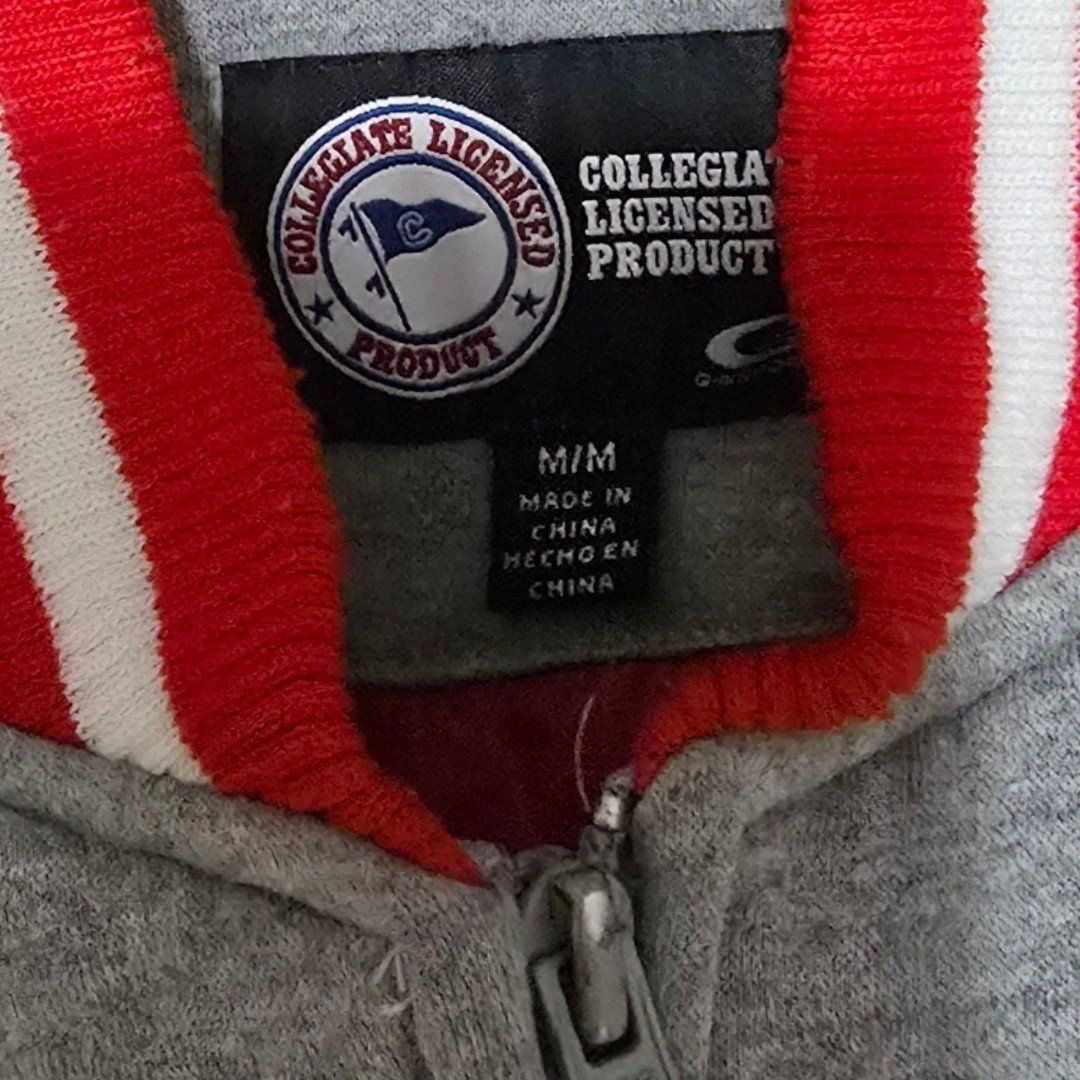 COLLEGIATE LICENSED
PRODUCT
C
COLLEGIAT
LICENSED
PRODUCT
M/M
MADE IN
CHINA
HECHO EN
CHINA